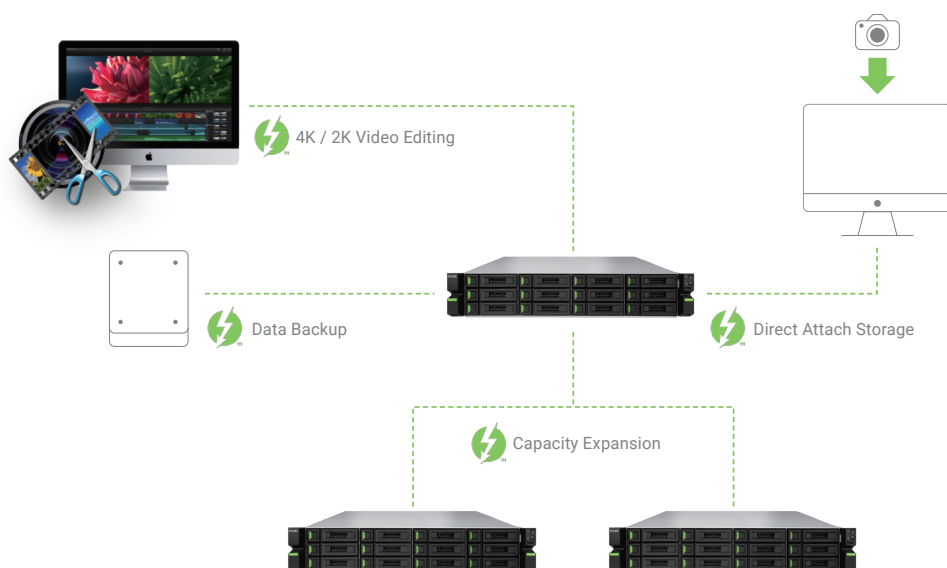 4K / 2K Video Editing
Data Backup
Direct Attach Storage
Capacity Expansion